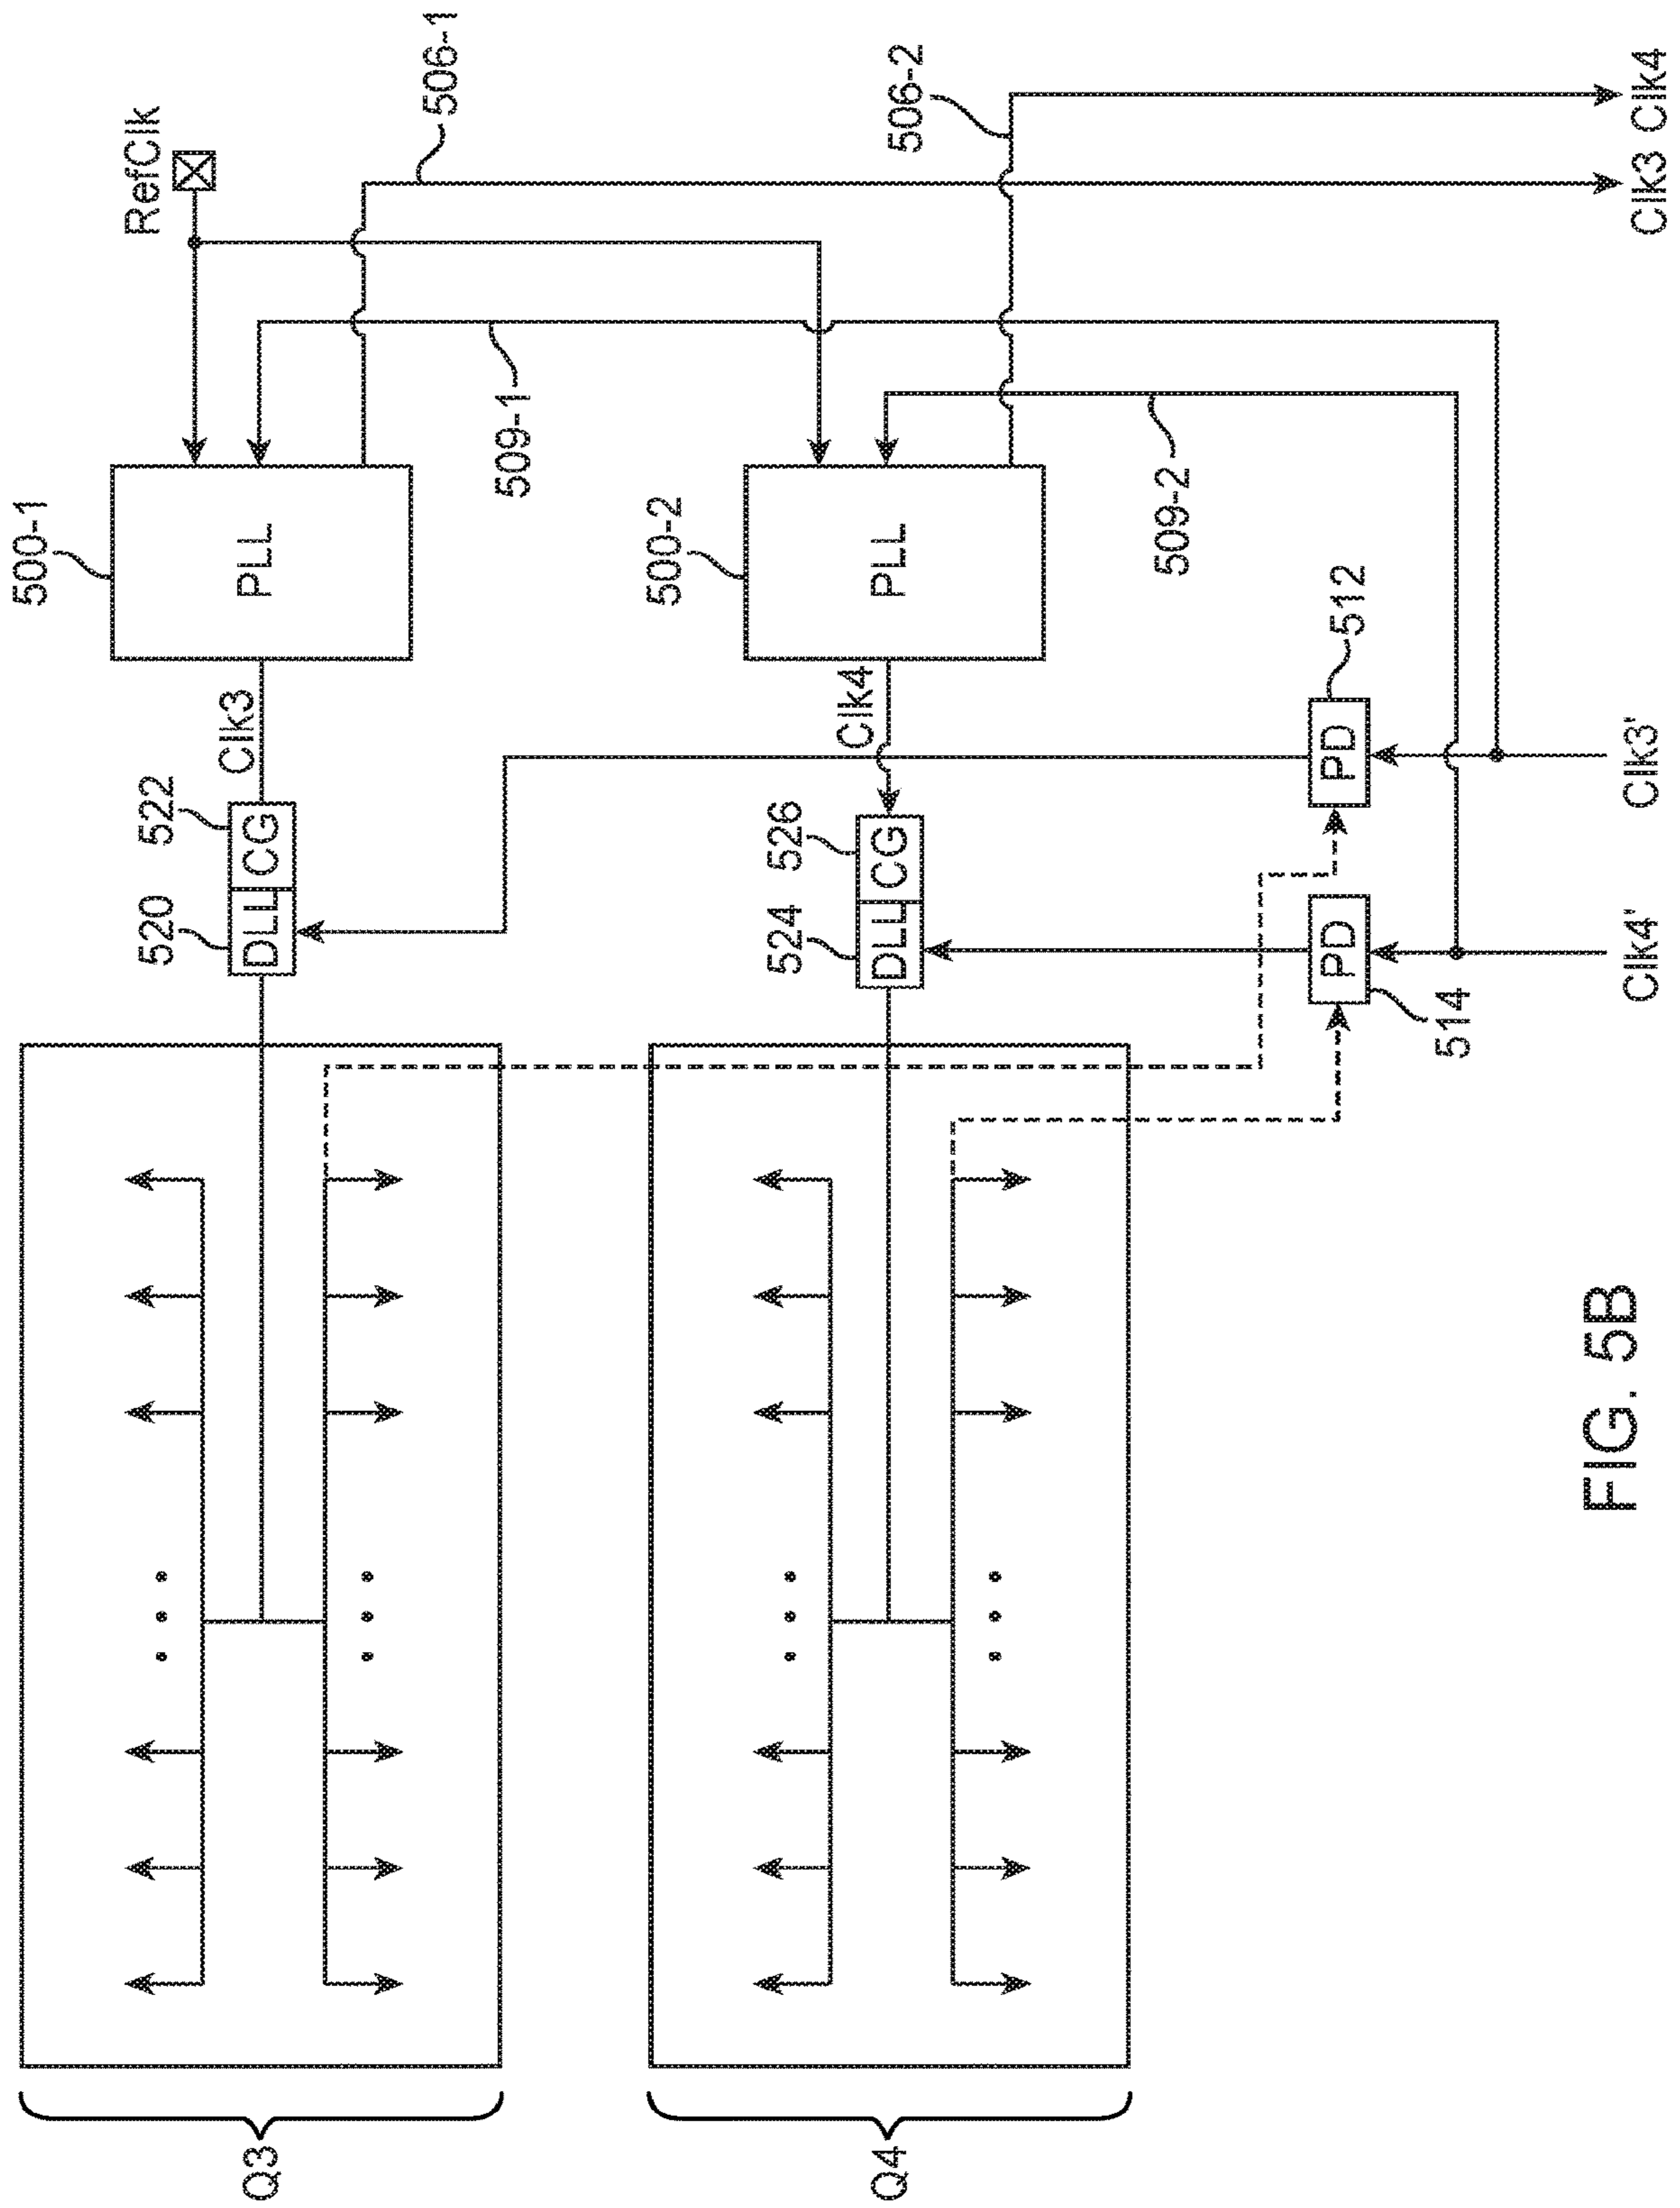 RefClk
506-1
506-2
Clk3
Clk4
500-1
PLL
509-1
500-2
PLL
509-2
Clk3
522
CG
520
DLL
Clk4
526
CG
524
DLL
512
PD
Clk3'
PD
514
Clk4'
Q3
Q4
FIG. 5B